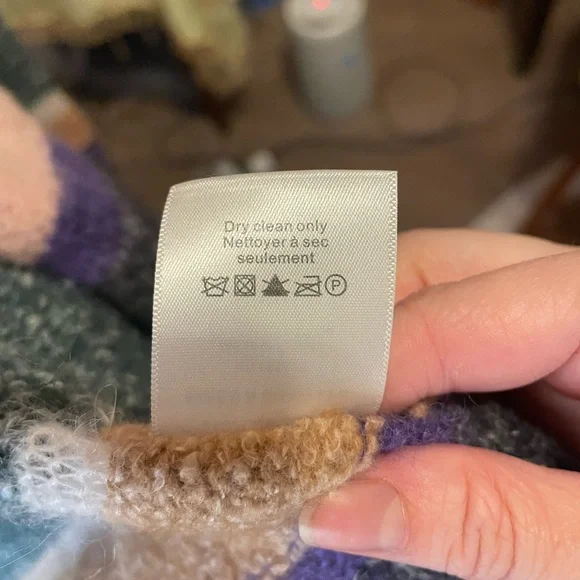 Dry clean only
Nettoyer à sec
seulement
P